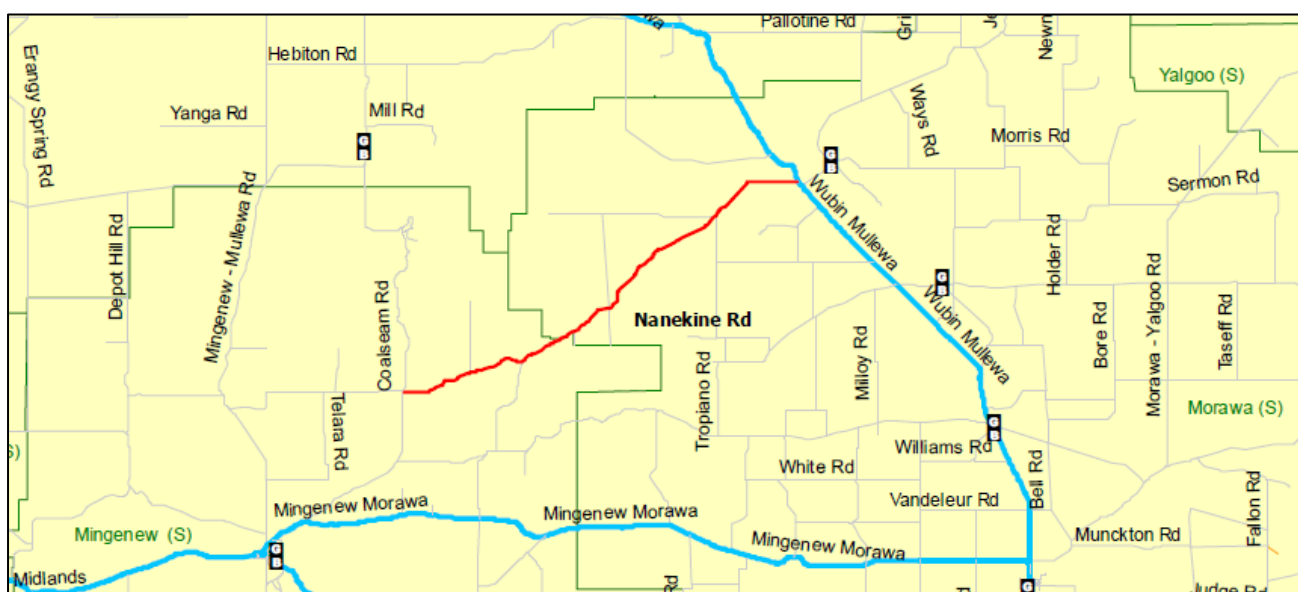 Pallotine Rd
Hebiton Rd
Erangy Spring Rd
Yanga Rd
Mill Rd
Ways Rd
Yalgoo (S)
Morris Rd
Sermon Rd
Depot Hill Rd
Mingenew - Mullewa Rd
Wubin Mullewa
Holder Rd
Coalseam Rd
Nanekine Rd
Wubin Mullewa
Bore Rd
Morawa - Yalgoo Rd
Taseff Rd
Tropiano Rd
Milloy Rd
Telara Rd
Morawa (S)
Williams Rd
White Rd
Bell Rd
Vandeleur Rd
Fallon Rd
Mingenew Morawa
Mingenew Morawa
Mingenew (S)
Mingenew Morawa
Munckton Rd
Midlands
Rd
Judge Rd